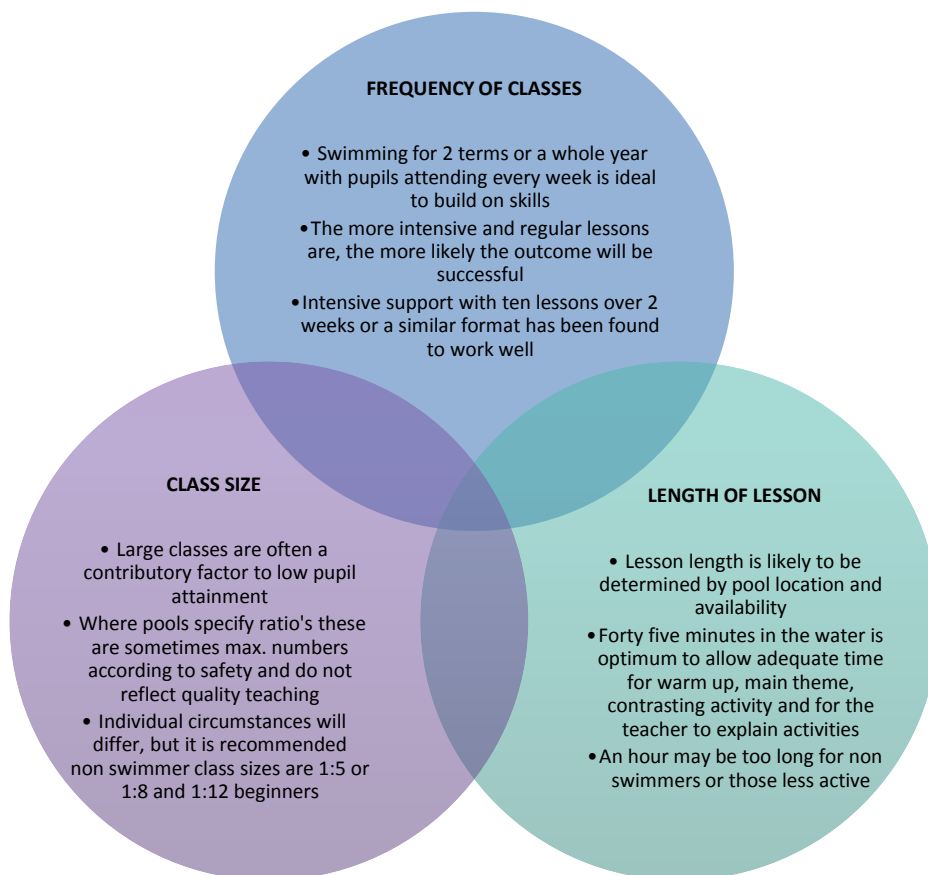 FREQUENCY OF CLASSES
• Swimming for 2 terms or a whole year
with pupils attending every week is ideal
to build on skills
•The more intensive and regular lessons
are, the more likely the outcome will be
successful
•Intensive support with ten lessons over 2
weeks or a similar format has been found
to work well
CLASS SIZE
• Large classes are often a
contributory factor to low pupil
attainment
• Where pools specify ratio's these
are sometimes max. numbers
according to safety and do not
reflect quality teaching
• Individual circumstances will
differ, but it is recommended
non swimmer class sizes are 1:5 or
1:8 and 1:12 beginners
LENGTH OF LESSON
• Lesson length is likely to be
determined by pool location and
availability
•Forty five minutes in the water is
optimum to allow adequate time
for warm up, main theme,
contrasting activity and for the
teacher to explain activities
•An hour may be too long for non
swimmers or those less active